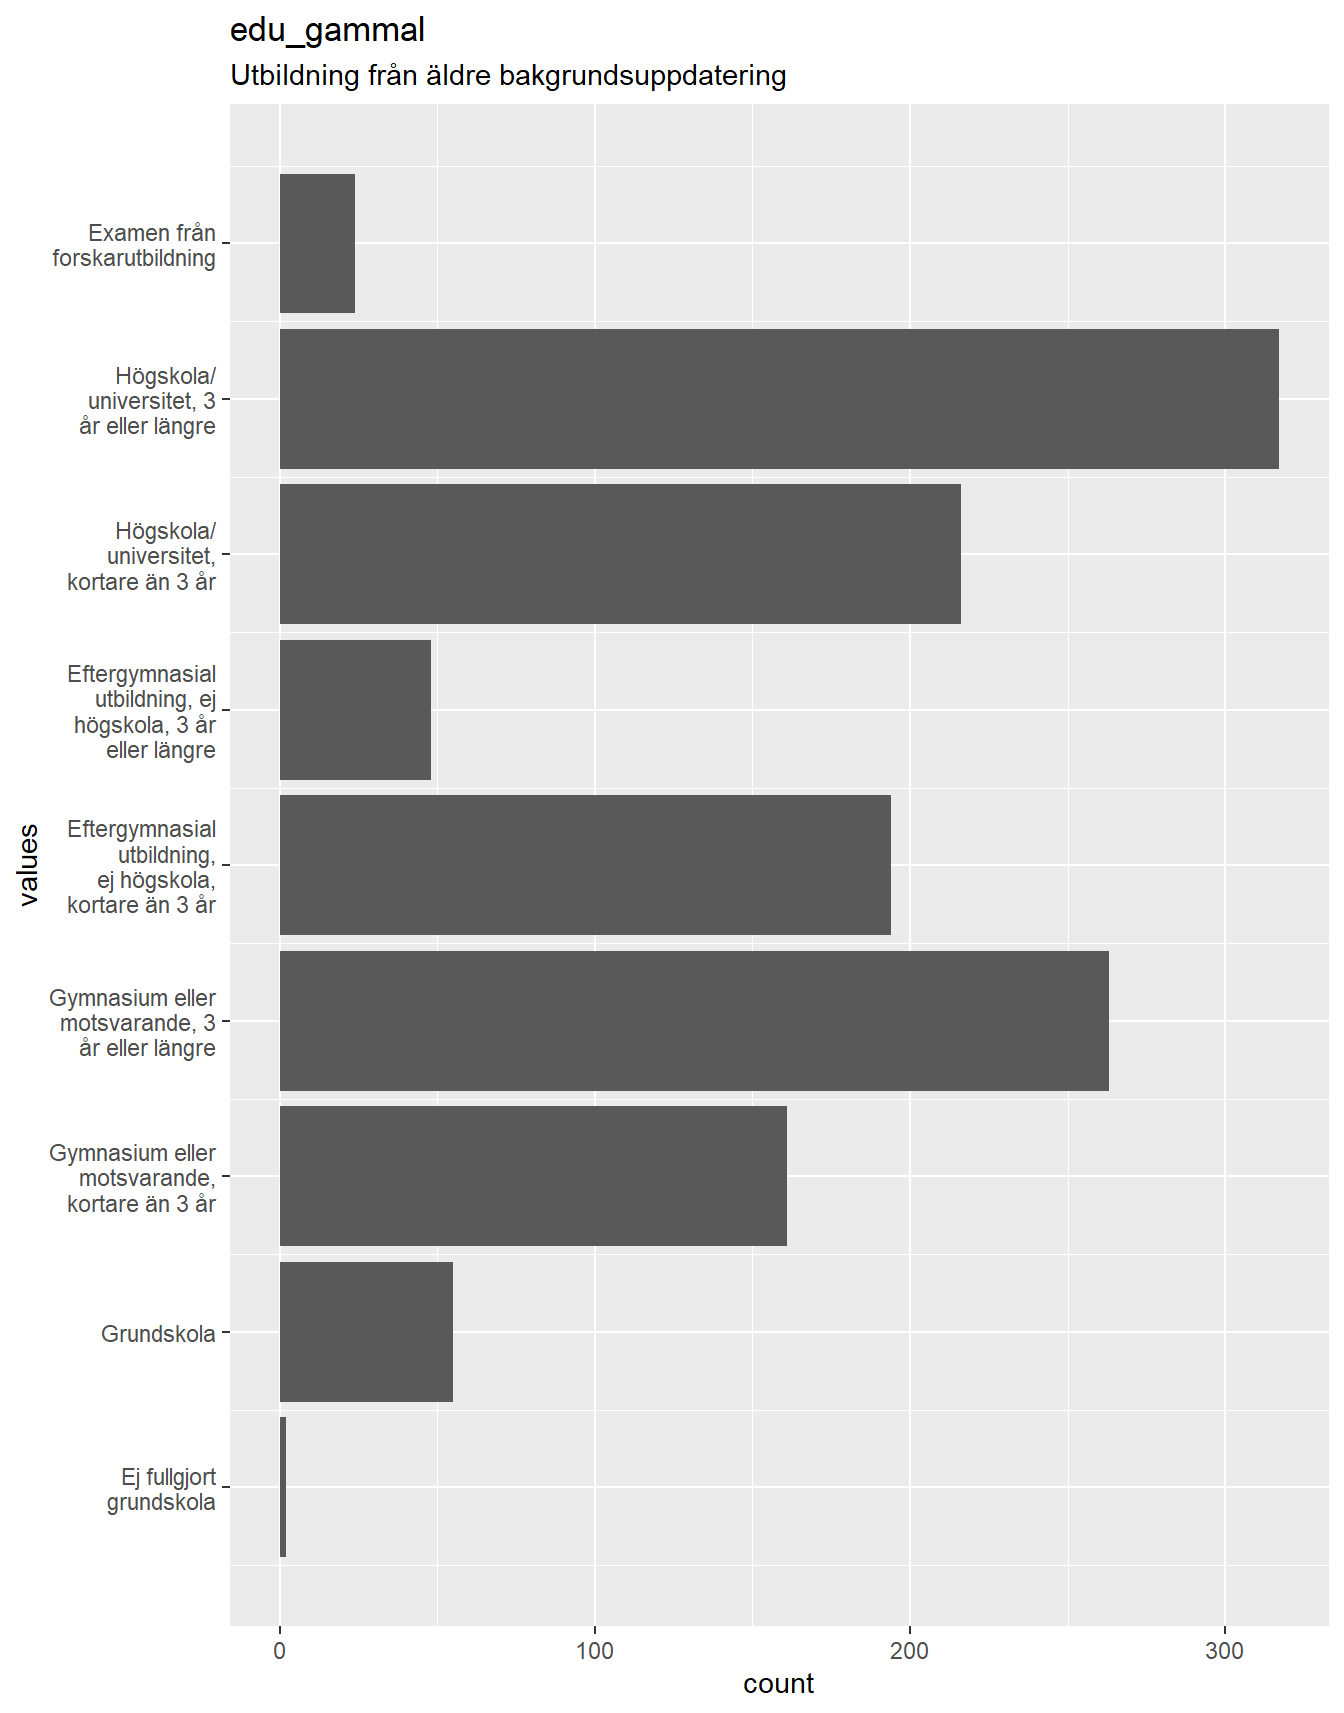 edu_gammal
Utbildning från äldre bakgrundsuppdatering
Examen från
forskarutbildning
Högskola/
universitet, 3
år eller längre
Högskola/
universitet,
kortare än 3 år
Eftergymnasial
utbildning, ej
högskola, 3 år
eller längre
Eftergymnasial
utbildning,
ej högskola,
kortare än 3 år
Gymnasium eller
motsvarande, 3
år eller längre
Gymnasium eller
motsvarande,
kortare än 3 år
Grundskola
Ej fullgjort
grundskola
values
0 100 200 300
count